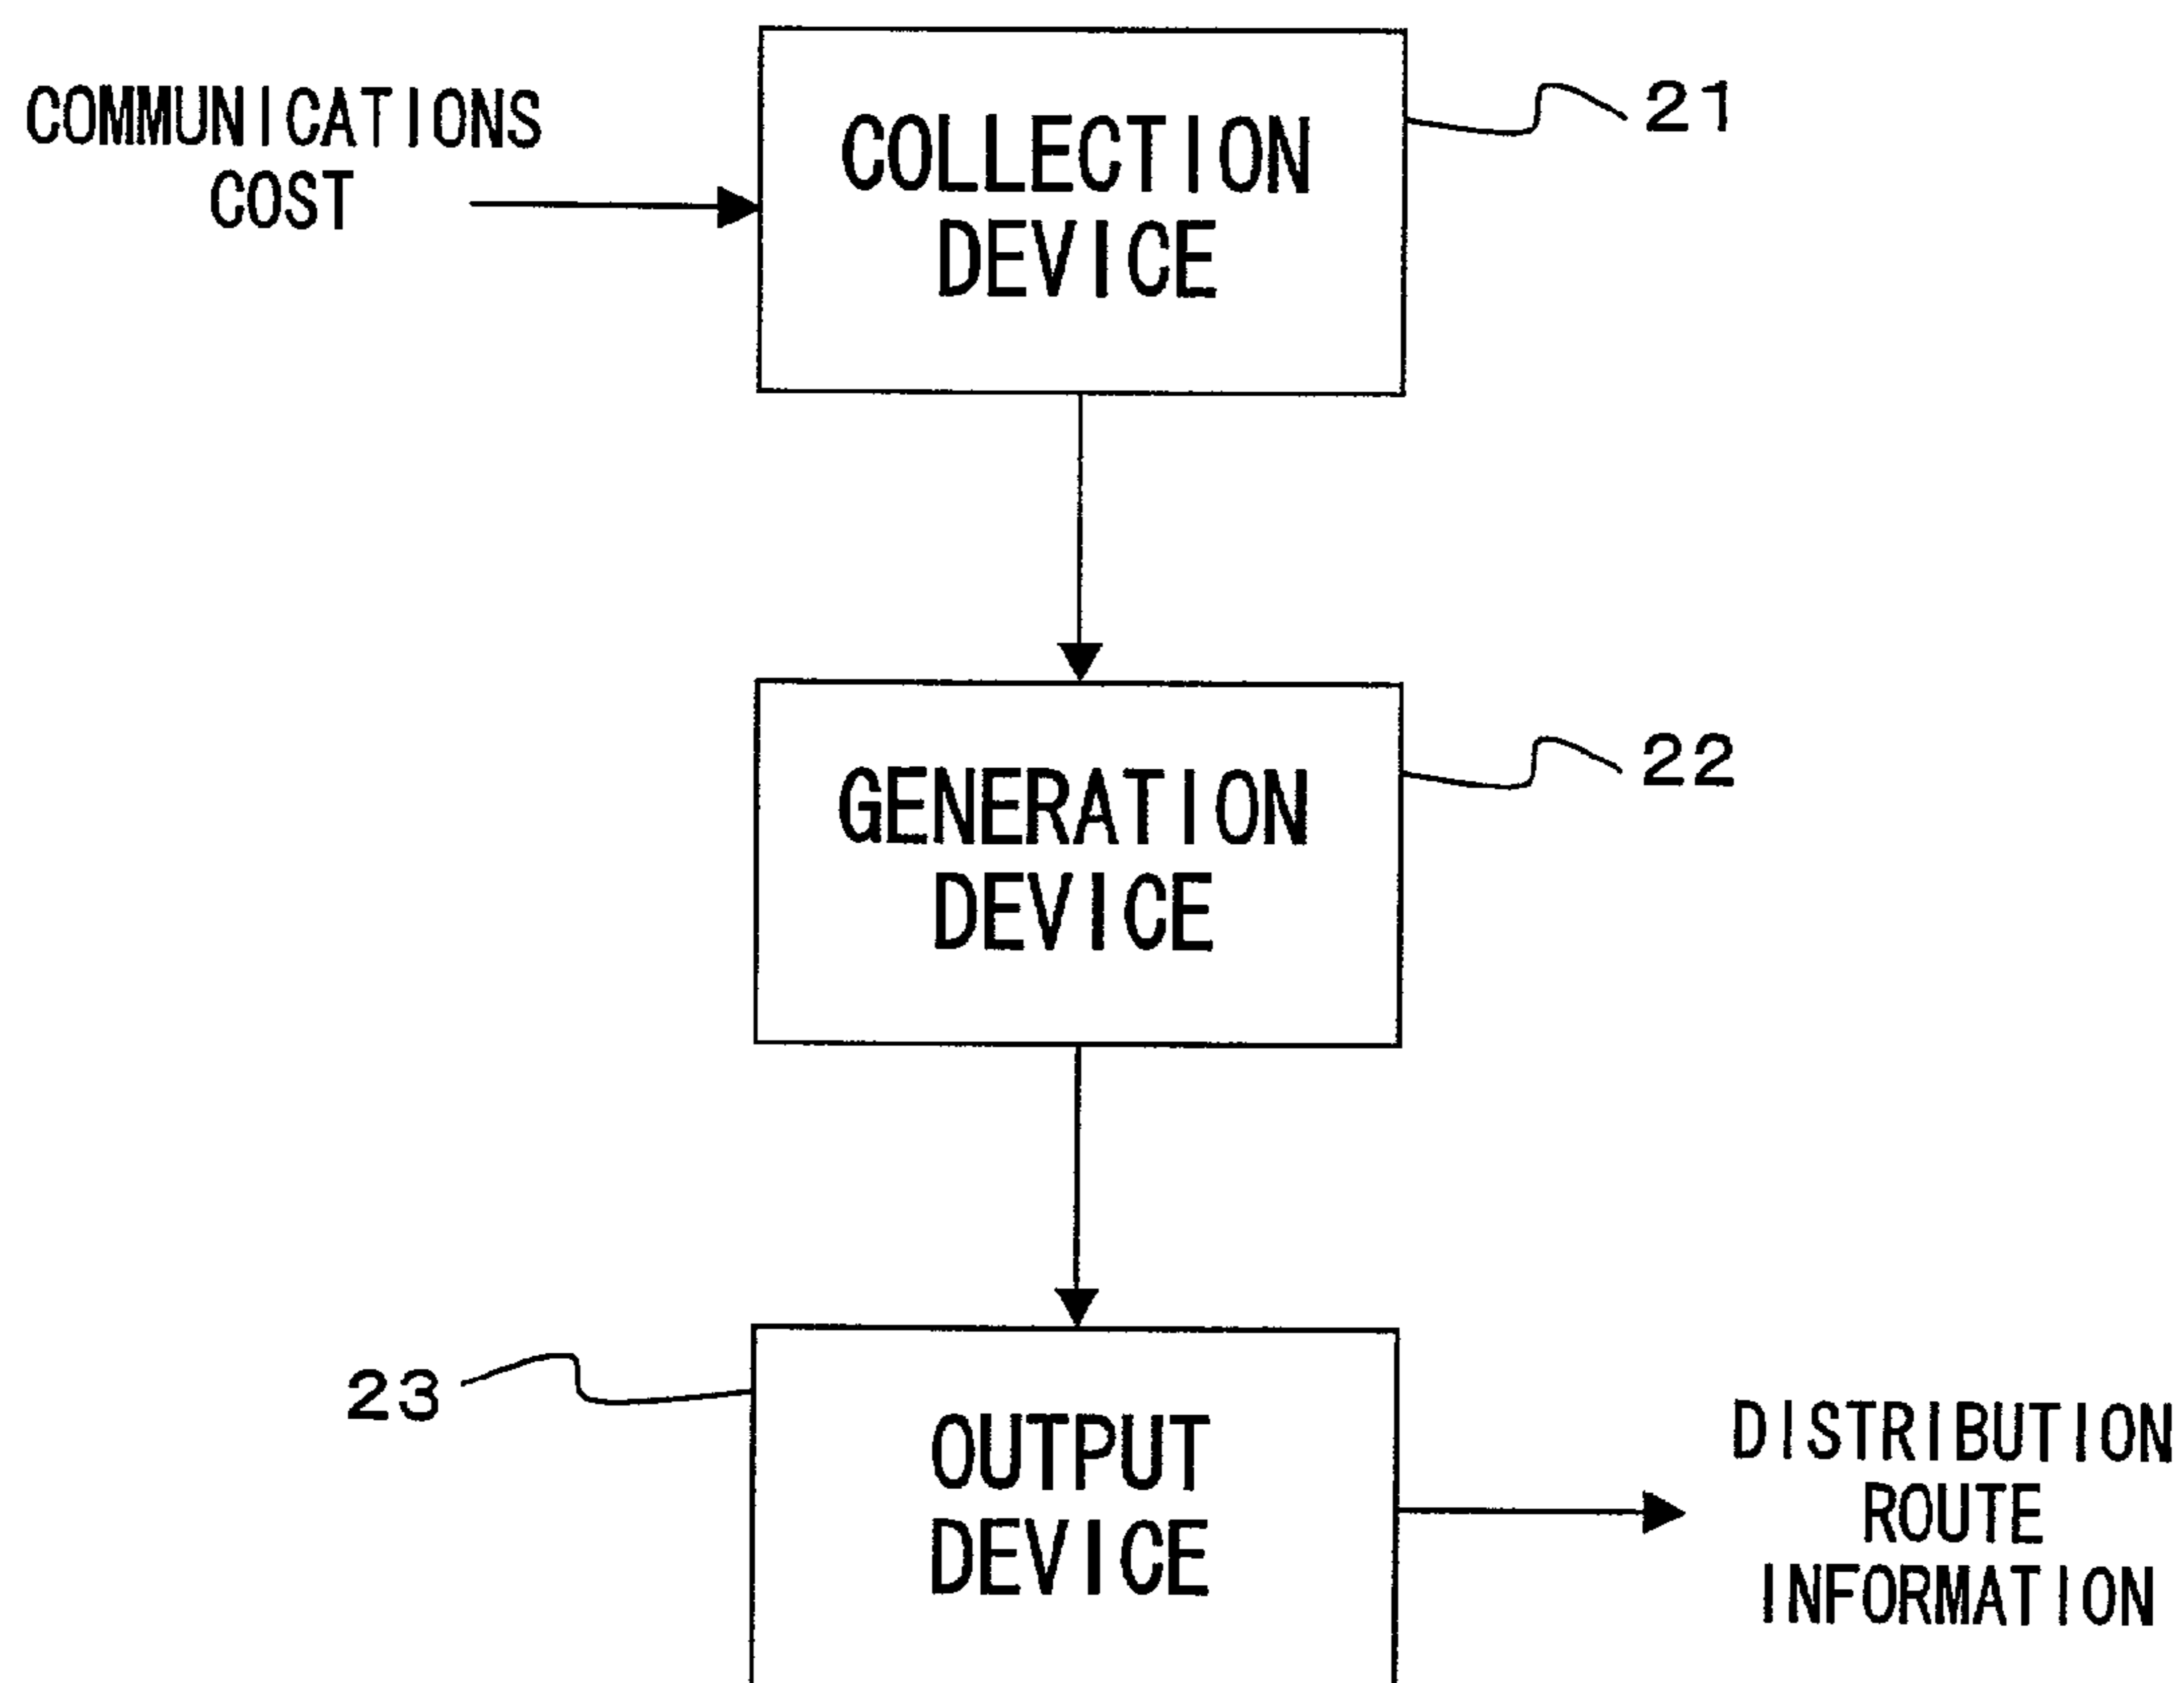 COMMUNICATIONS
COST
COLLECTION
DEVICE
21
GENERATION
DEVICE
22
23
OUTPUT
DEVICE
DISTRIBUTION
ROUTE
INFORMATION